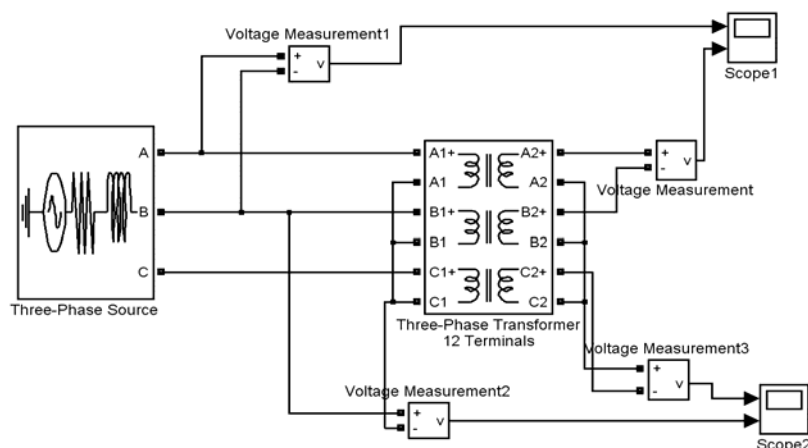 Voltage Measurement1
+
-
v
Scope1
A
B
C
Three-Phase Source
A1+
A1
B1+
B1
C1+
C1
A2+
A2
B2+
B2
C2+
C2
Three-Phase Transformer
12 Terminals
+
-
v
Voltage Measurement
Voltage Measurement3
+
-
v
Voltage Measurement2
+
-
v
Scope2